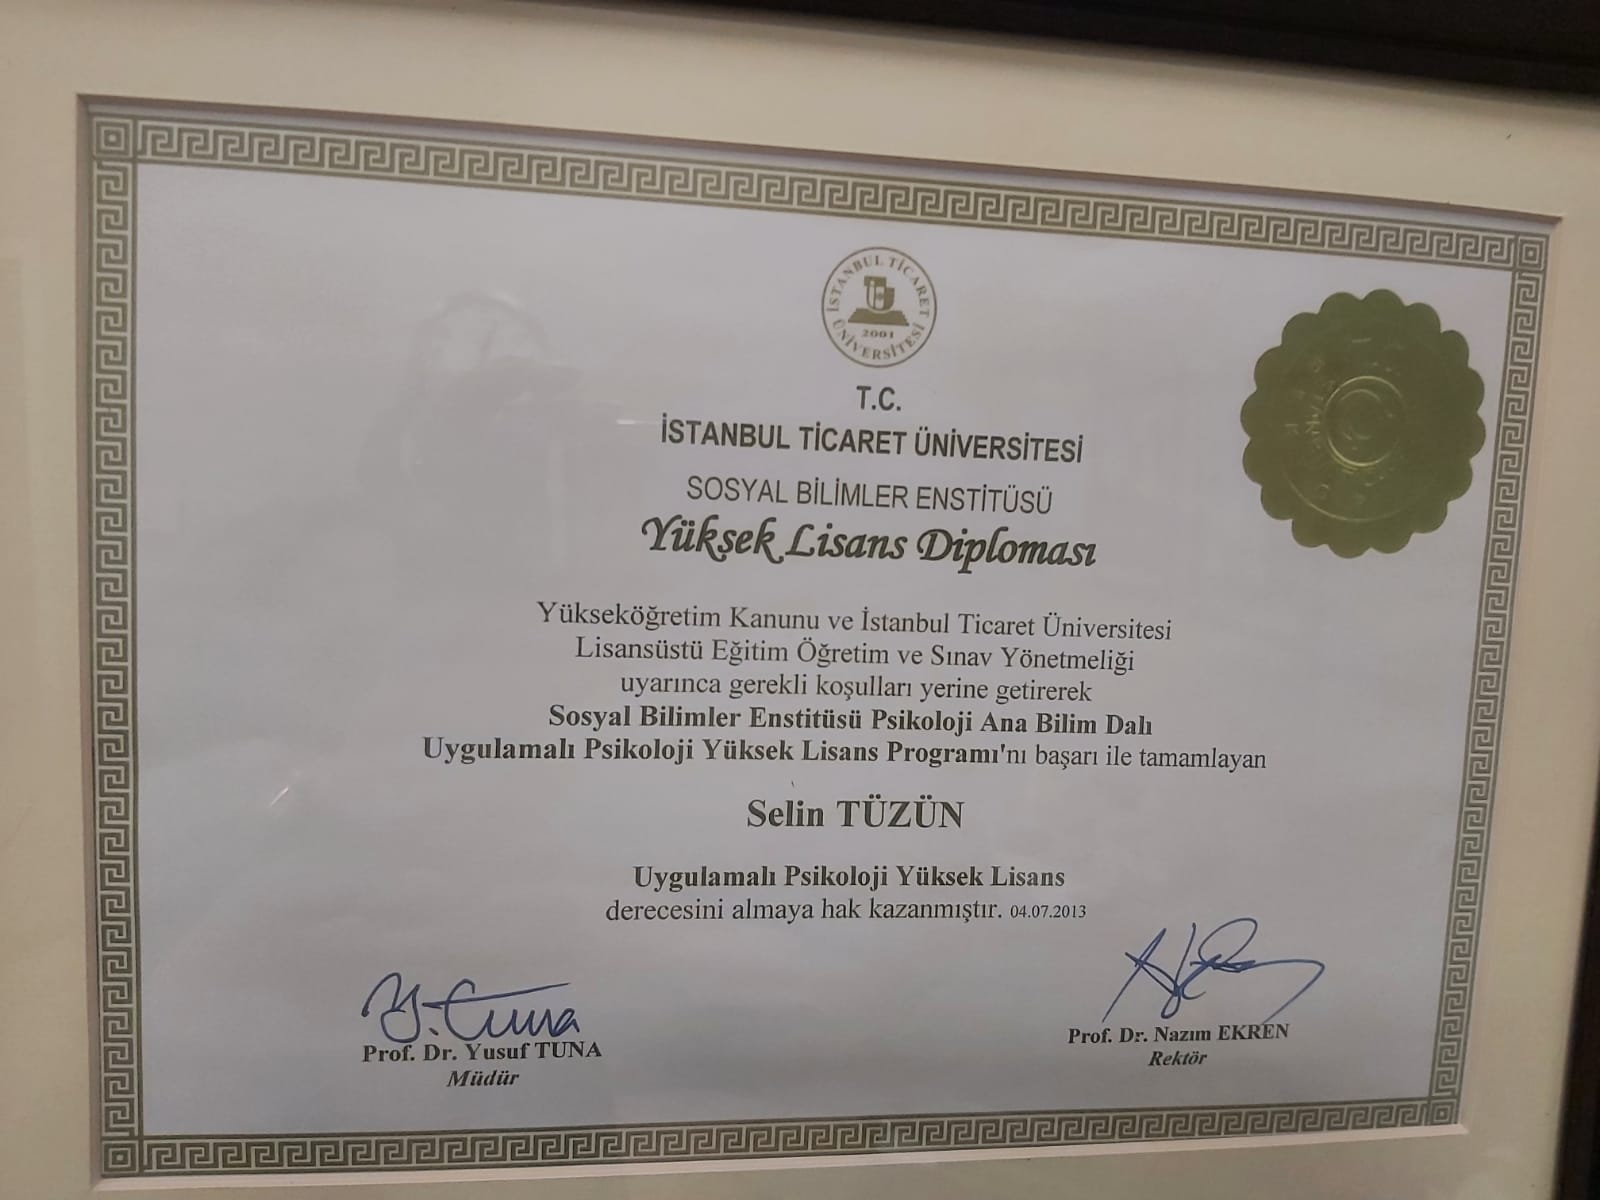 İSTANBUL TİCARET ÜNİVERSİTESİ
2001
T.C.
İSTANBUL TİCARET ÜNİVERSİTESİ
SOSYAL BİLİMLER ENSTİTÜSÜ
Yüksek Lisans Diploması
Yükseköğretim Kanunu ve İstanbul Ticaret Üniversitesi
Lisansüstü Eğitim Öğretim ve Sınav Yönetmeliği
uyarınca gerekli koşulları yerine getirerek
Sosyal Bilimler Enstitüsü Psikoloji Ana Bilim Dalı
Uygulamalı Psikoloji Yüksek Lisans Programı'nı başarı ile tamamlayan
Selin TÜZÜN
Uygulamalı Psikoloji Yüksek Lisans
derecesini almaya hak kazanmıştır. 04.07.2013
Y. Tuna
Prof. Dr. Yusuf TUNA
Müdür
Prof. Dr. Nazım EKREN
Rektör